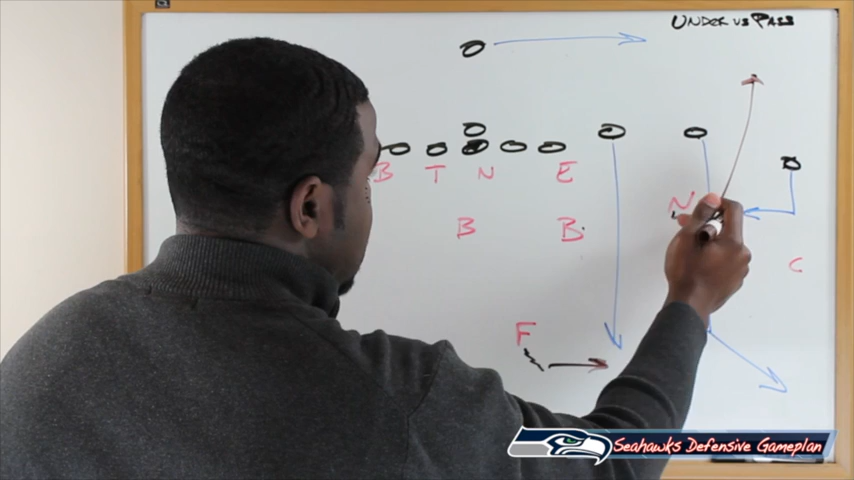 UNDER VS PASS
B T N E
N
B B
C
F
Seahawks Defensive Gameplan